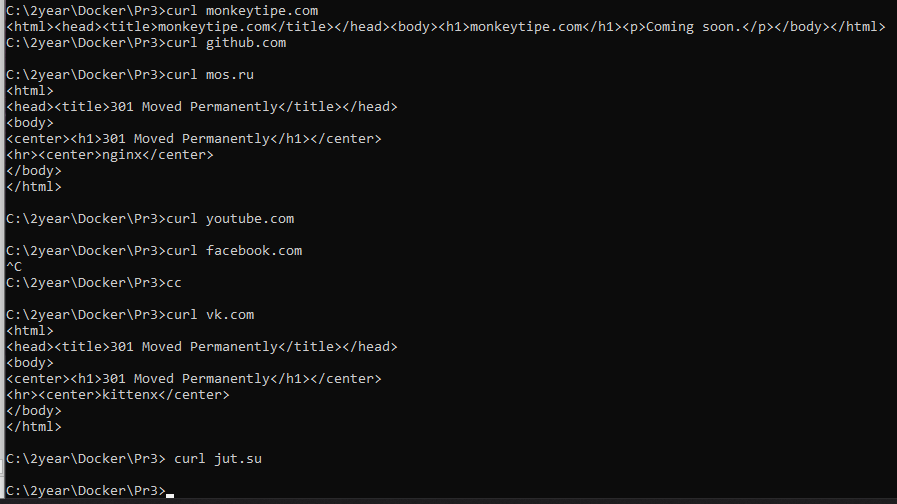 C:\2year\Docker\Pr3>curl monkeytipe.com
<html><head><title>monkeytipe.com</title></head><body><h1>monkeytipe.com</h1><p>Coming soon.</p></body></html>
C:\2year\Docker\Pr3>curl github.com
C:\2year\Docker\Pr3>curl mos.ru
<html>
<head><title>301 Moved Permanently</title></head>
<body>
<center><h1>301 Moved Permanently</h1></center>
<hr><center>nginx</center>
</body>
</html>
C:\2year\Docker\Pr3>curl youtube.com
C:\2year\Docker\Pr3>curl facebook.com
^C
C:\2year\Docker\Pr3>cc
C:\2year\Docker\Pr3>curl vk.com
<html>
<head><title>301 Moved Permanently</title></head>
<body>
<center><h1>301 Moved Permanently</h1></center>
<hr><center>kittenx</center>
</body>
</html>
C:\2year\Docker\Pr3> curl jut.su
C:\2year\Docker\Pr3>